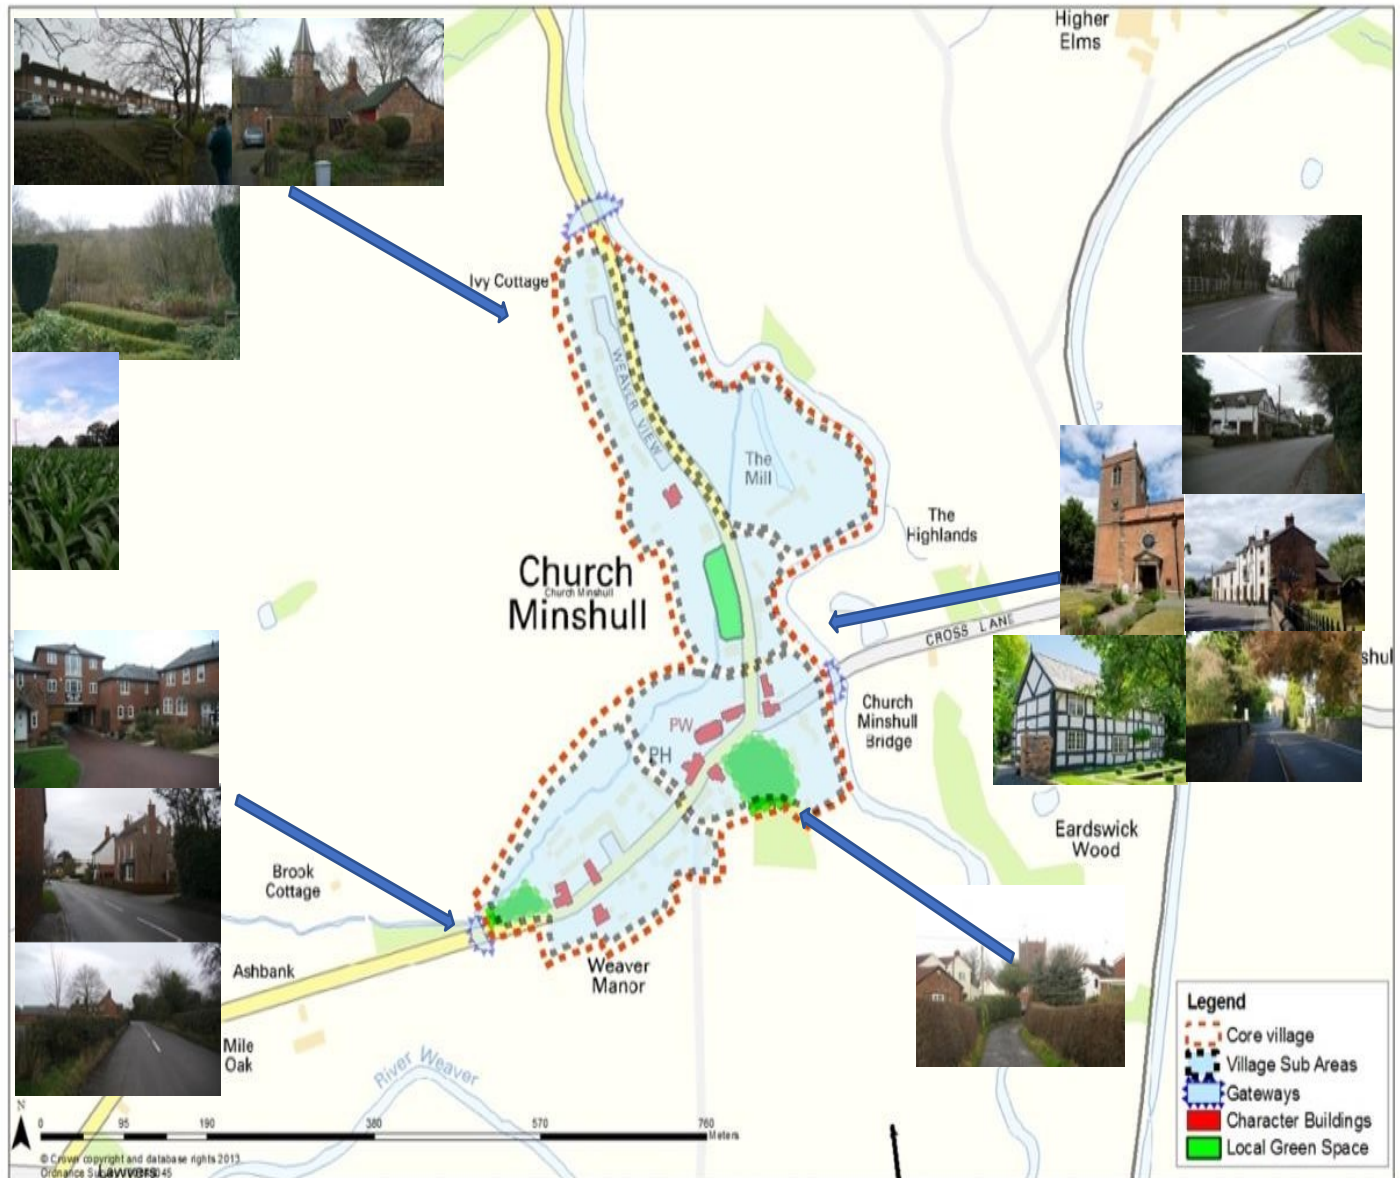 Higher
Elms
Ivy Cottage
WEAVER VIEW
The
Mill
The
Highlands
Church
Church Minshull
Minshull
CROSS LANE
shul
Church
Minshull
Bridge
PW
PH
Eardswick
Wood
Brook
Cottage
Ashbank
Weaver
Manor
Mile
Oak
River Weaver
Legend
Core village
Village Sub Areas
Gateways
Character Buildings
Local Green Space
N
0 95 190 380 570 760
Meters
© Crown copyright and database rights 2013
Ordnance